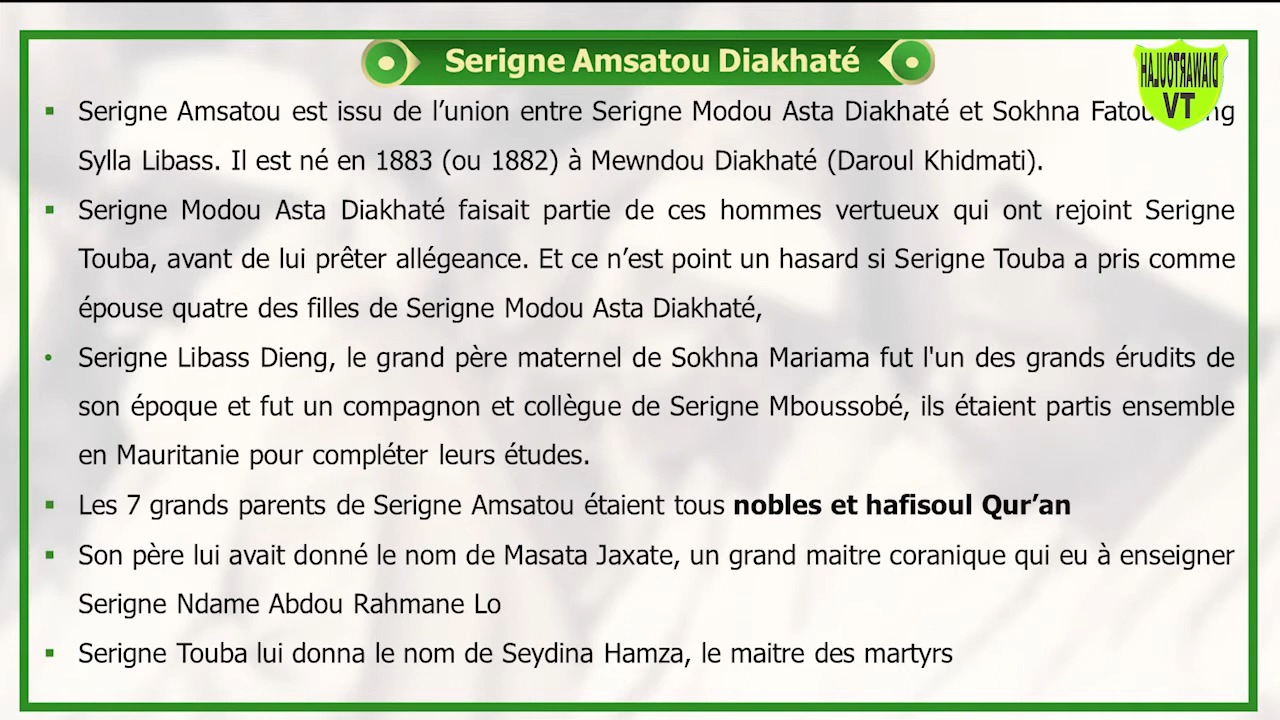 Serigne Amsatou Diakhaté
DIAWARTOULAH
TV
▪ Serigne Amsatou est issu de l’union entre Serigne Modou Asta Diakhaté et Sokhna Fatou
Sylla Libass. Il est né en 1883 (ou 1882) à Mewndou Diakhaté (Daroul Khidmati).
▪ Serigne Modou Asta Diakhaté faisait partie de ces hommes vertueux qui ont rejoint Serigne
Touba, avant de lui prêter allégeance. Et ce n’est point un hasard si Serigne Touba a pris comme
épouse quatre des filles de Serigne Modou Asta Diakhaté,
• Serigne Libass Dieng, le grand père maternel de Sokhna Mariama fut l'un des grands érudits de
son époque et fut un compagnon et collègue de Serigne Mboussobé, ils étaient partis ensemble
en Mauritanie pour compléter leurs études.
▪ Les 7 grands parents de Serigne Amsatou étaient tous nobles et hafisoul Qur’an
▪ Son père lui avait donné le nom de Masata Jaxate, un grand maitre coranique qui eu à enseigner
Serigne Ndame Abdou Rahmane Lo
▪ Serigne Touba lui donna le nom de Seydina Hamza, le maitre des martyrs